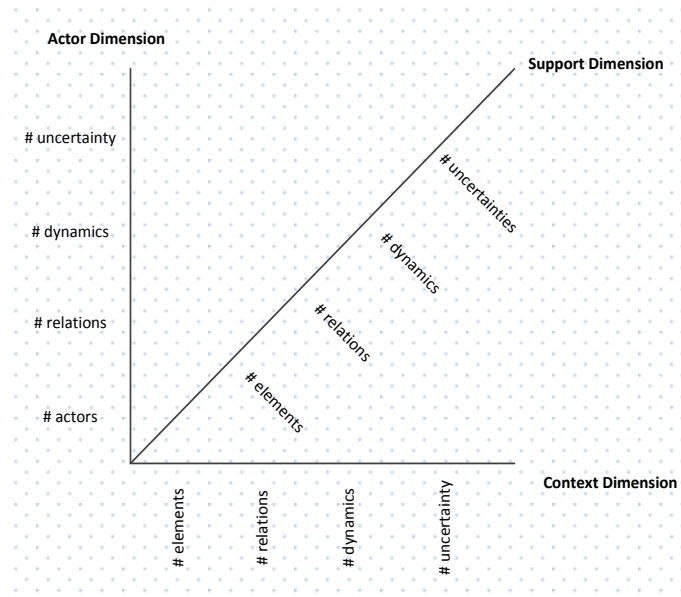 Actor Dimension
Support Dimension
# uncertainty
# uncertainties
# dynamics
# dynamics
# relations
# relations
# elements
# actors
Context Dimension
# elements
# relations
# dynamics
# uncertainty